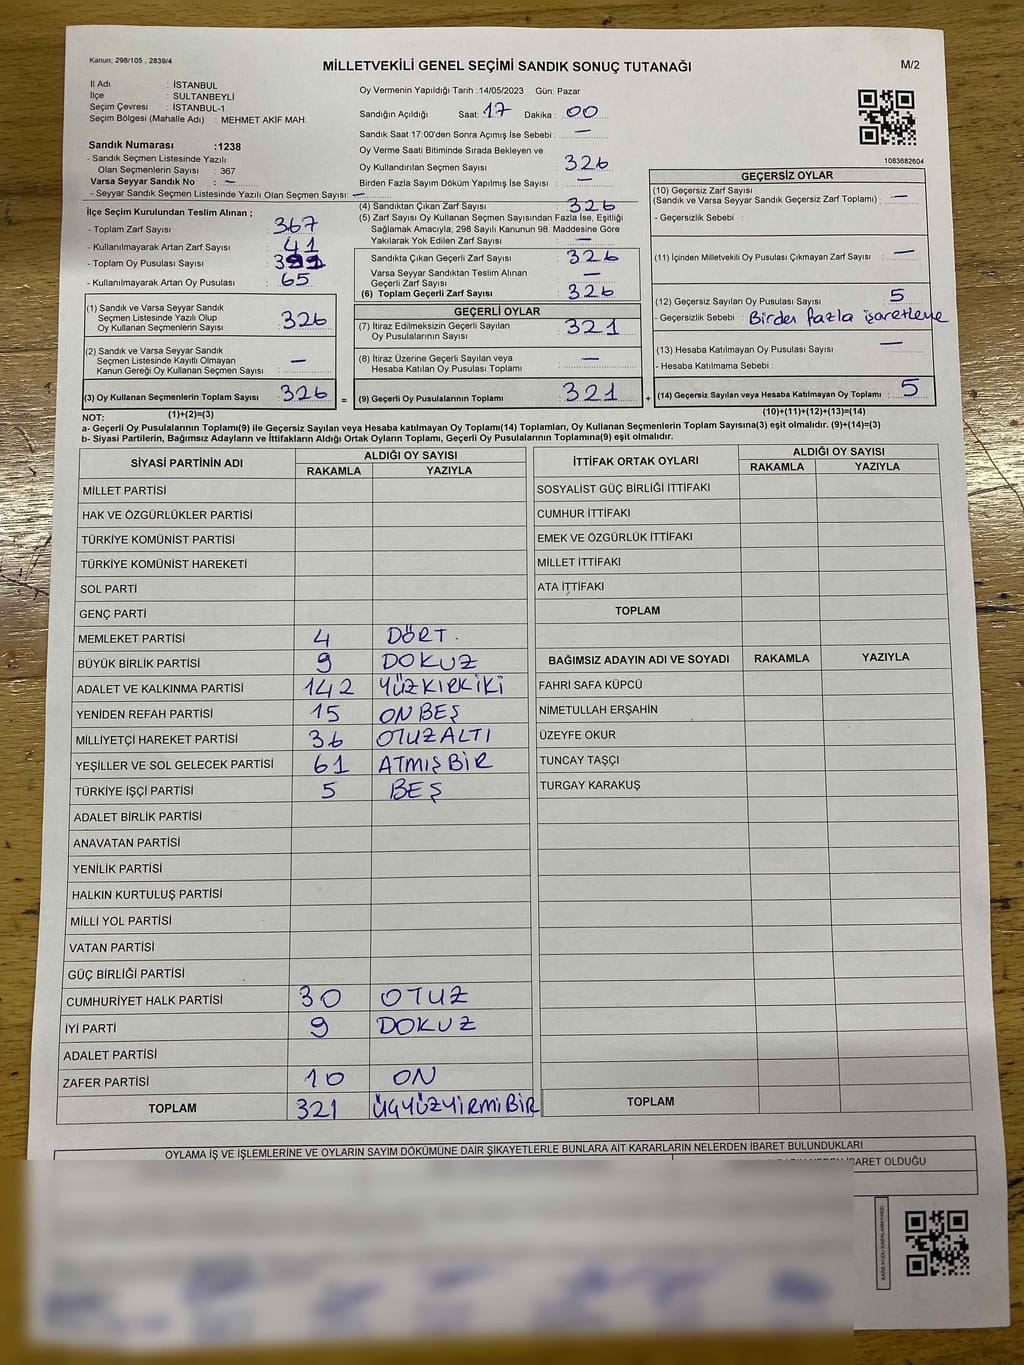 Kanun; 298/105 , 2839/4
MİLLETVEKİLİ GENEL SEÇİMİ SANDIK SONUÇ TUTANAĞI
M/2
İl Adı : İSTANBUL
İlçe : SULTANBEYLİ
Seçim Çevresi : İSTANBUL-1
Seçim Bölgesi (Mahalle Adı) : MEHMET AKİF MAH.
Sandık Numarası :1238
- Sandık Seçmen Listesinde Yazılı
Olan Seçmenlerin Sayısı : 367
Varsa Seyyar Sandık No : —
- Seyyar Sandık Seçmen Listesinde Yazılı Olan Seçmen Sayısı: —
Oy Vermenin Yapıldığı Tarih :14/05/2023 Gün: Pazar
Sandığın Açıldığı Saat: 17 Dakika : 00
Sandık Saat 17:00'den Sonra Açımış İse Sebebi : —
Oy Verme Saati Bitiminde Sırada Bekleyen ve
Oy Kullandırılan Seçmen Sayısı : 326
Birden Fazla Sayım Döküm Yapılmış İse Sayısı : —
1083682604
İlçe Seçim Kurulundan Teslim Alınan ;
- Toplam Zarf Sayısı : 367
- Kullanılmayarak Artan Zarf Sayısı : 41
- Toplam Oy Pusulası Sayısı :
- Kullanılmayarak Artan Oy Pusulası : 65
(1) Sandık ve Varsa Seyyar Sandık
Seçmen Listesinde Yazılı Olup
Oy Kullanan Seçmenlerin Sayısı : 326
(2) Sandık ve Varsa Seyyar Sandık
Seçmen Listesinde Kayıtlı Olmayan
Kanun Gereği Oy Kullanan Seçmen Sayısı : —
(3) Oy Kullanan Seçmenlerin Toplam Sayısı : 326
(1)+(2)=(3)
(4) Sandıktan Çıkan Zarf Sayısı : 326
(5) Zarf Sayısı Oy Kullanan Seçmen Sayısından Fazla İse, Eşitliği
Sağlamak Amacıyla, 298 Sayılı Kanunun 98. Maddesine Göre
Yakılarak Yok Edilen Zarf Sayısı : —
Sandıkta Çıkan Geçerli Zarf Sayısı : 326
Varsa Seyyar Sandıktan Teslim Alınan
Geçerli Zarf Sayısı : —
(6) Toplam Geçerli Zarf Sayısı : 326
GEÇERLİ OYLAR
(7) İtiraz Edilmeksizin Geçerli Sayılan
Oy Pusulalarının Sayısı : 321
(8) İtiraz Üzerine Geçerli Sayılan veya
Hesaba Katılan Oy Pusulası Toplamı : —
= (9) Geçerli Oy Pusulalarının Toplamı : 321
GEÇERSİZ OYLAR
(10) Geçersiz Zarf Sayısı
(Sandık ve Varsa Seyyar Sandık Geçersiz Zarf Toplamı) : —
- Geçersizlik Sebebi :
(11) İçinden Milletvekili Oy Pusulası Çıkmayan Zarf Sayısı : —
(12) Geçersiz Sayılan Oy Pusulası Sayısı : 5
- Geçersizlik Sebebi : Birden fazla işaretleme
(13) Hesaba Katılmayan Oy Pusulası Sayısı : —
- Hesaba Katılmama Sebebi :
+ (14) Geçersiz Sayılan veya Hesaba Katılmayan Oy Toplamı : 5
(10)+(11)+(12)+(13)=(14)
NOT:
a- Geçerli Oy Pusulalarının Toplamı(9) ile Geçersiz Sayılan veya Hesaba katılmayan Oy Toplamı(14) Toplamları, Oy Kullanan Seçmenlerin Toplam Sayısına(3) eşit olmalıdır. (9)+(14)=(3)
b- Siyasi Partilerin, Bağımsız Adayların ve İttifakların Aldığı Ortak Oyların Toplamı, Geçerli Oy Pusulalarının Toplamına(9) eşit olmalıdır.
SİYASİ PARTİNİN ADI ALDIĞI OY SAYISI
RAKAMLA YAZIYLA
MİLLET PARTİSİ
HAK VE ÖZGÜRLÜKLER PARTİSİ
TÜRKİYE KOMÜNİST PARTİSİ
TÜRKİYE KOMÜNİST HAREKETİ
SOL PARTİ
GENÇ PARTİ
MEMLEKET PARTİSİ 4 DÖRT.
BÜYÜK BİRLİK PARTİSİ 9 DOKUZ
ADALET VE KALKINMA PARTİSİ 142 YÜZKIRKİKİ
YENİDEN REFAH PARTİSİ 15 ONBEŞ
MİLLİYETÇİ HAREKET PARTİSİ 36 OTUZALTI
YEŞİLLER VE SOL GELECEK PARTİSİ 61 ATMIŞBİR
TÜRKİYE İŞÇİ PARTİSİ 5 BEŞ
ADALET BİRLİK PARTİSİ
ANAVATAN PARTİSİ
YENİLİK PARTİSİ
HALKIN KURTULUŞ PARTİSİ
MİLLİ YOL PARTİSİ
VATAN PARTİSİ
GÜÇ BİRLİĞİ PARTİSİ
CUMHURİYET HALK PARTİSİ 30 OTUZ
İYİ PARTİ 9 DOKUZ
ADALET PARTİSİ
ZAFER PARTİSİ 10 ON
TOPLAM 321 ÜÇYÜZYİRMİBİR
İTTİFAK ORTAK OYLARI ALDIĞI OY SAYISI
RAKAMLA YAZIYLA
SOSYALİST GÜÇ BİRLİĞİ İTTİFAKI
CUMHUR İTTİFAKI
EMEK VE ÖZGÜRLÜK İTTİFAKI
MİLLET İTTİFAKI
ATA İTTİFAKI
TOPLAM
BAĞIMSIZ ADAYIN ADI VE SOYADI RAKAMLA YAZIYLA
FAHRİ SAFA KÜPCÜ
NİMETULLAH ERŞAHİN
ÜZEYFE OKUR
TUNCAY TAŞÇI
TURGAY KARAKUŞ
TOPLAM
OYLAMA İŞ VE İŞLEMLERİNE VE OYLARIN SAYIM DÖKÜMÜNE DAİR ŞİKAYETLERLE BUNLARA AİT KARARLARIN NELERDEN İBARET BULUNDUKLARI
İBARET OLDUĞU
KARE KODU KARALAMAYINIZ!